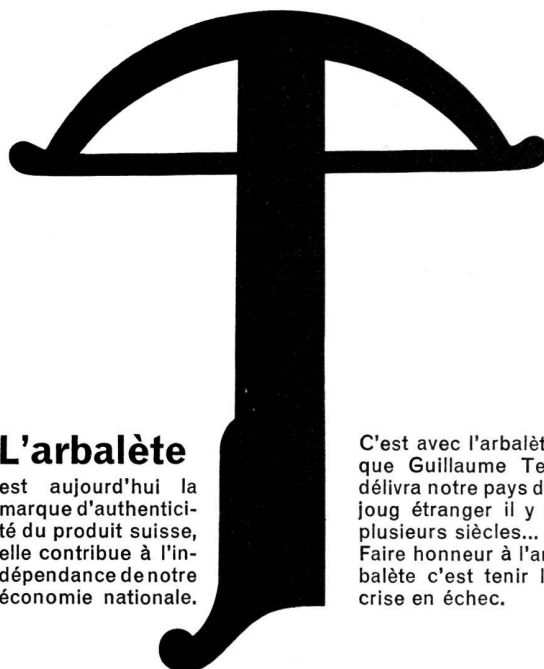 L'arbalète
est aujourd'hui la
marque d'authentici-
té du produit suisse,
elle contribue à l'in-
dépendance de notre
économie nationale.
C'est avec l'arbalèt
que Guillaume Te
délivra notre pays d
joug étranger il y
plusieurs siècles...
Faire honneur à l'ar
balète c'est tenir l
crise en échec.